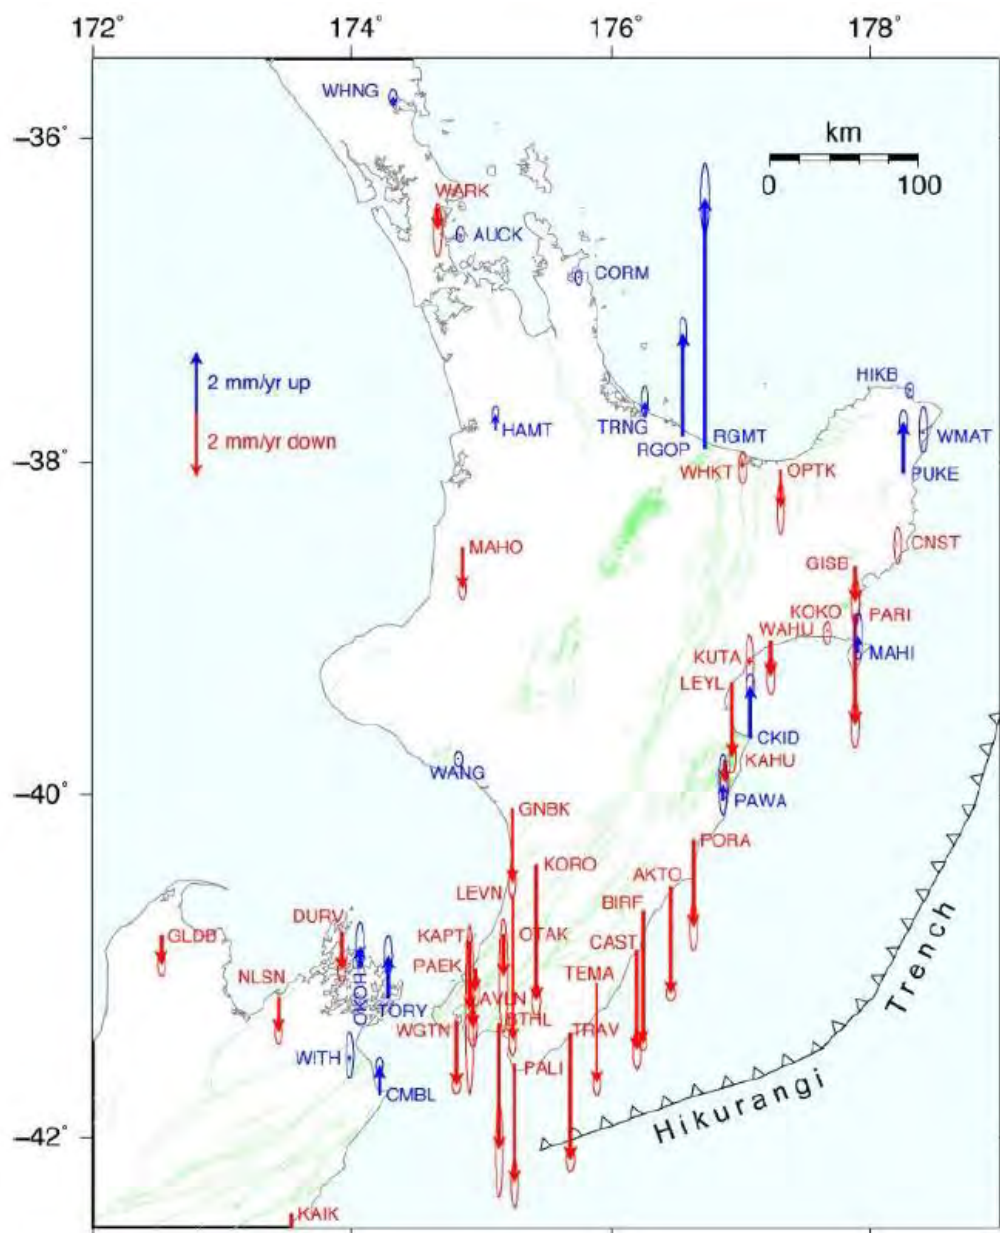 172 174° 176° 178°
WHNG
−36°
km
0 100
WARK
AUCK
CORM
2 mm/yr up
2 mm/yr down
HIKB
HAMT
TRNG
RGOP
RGMT
WMAT
−38°
WHKT
OPTK
PUKE
MAHO
CNST
GISB
KOKO
PARI
WAHU
KUTA
MAHI
LEYL
CKID
WANG
KAHU
−40°
PAWA
GNBK
PORA
KORO
AKTO
LEVN
BIRF
DURV
GLDB
KAPT
OTAK
CAST
PAEK
TEMA
NLSN
OKOH
TORY
AVLN
BTHL
WGTN
TRAV
WITH
PALI
CMBL
Hikurangi Trench
−42°
KAIK